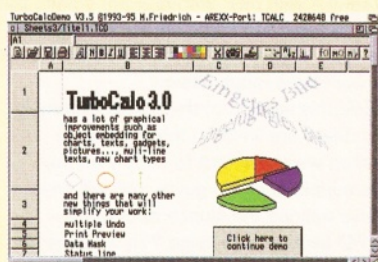 TurboCalcDemo V3.5 @1993-95 M.Friedrich - AREXX-Port: TCALC 2428648 free
c| Sheets3/Titel1.TCD
A1
A B C D E
1
TurboCalc 3.0
Eingefügtes Bild
has a lot of graphical
improvements such as
object embedding for
charts, texts, gadgets,
pictures..., multi-line
texts, new chart types
2
and there are many other
new things that will
simplify your work:
3
4 multiple Undo
5 Print Preview
6 Data Mask
7 Status line
Click here to
continue demo